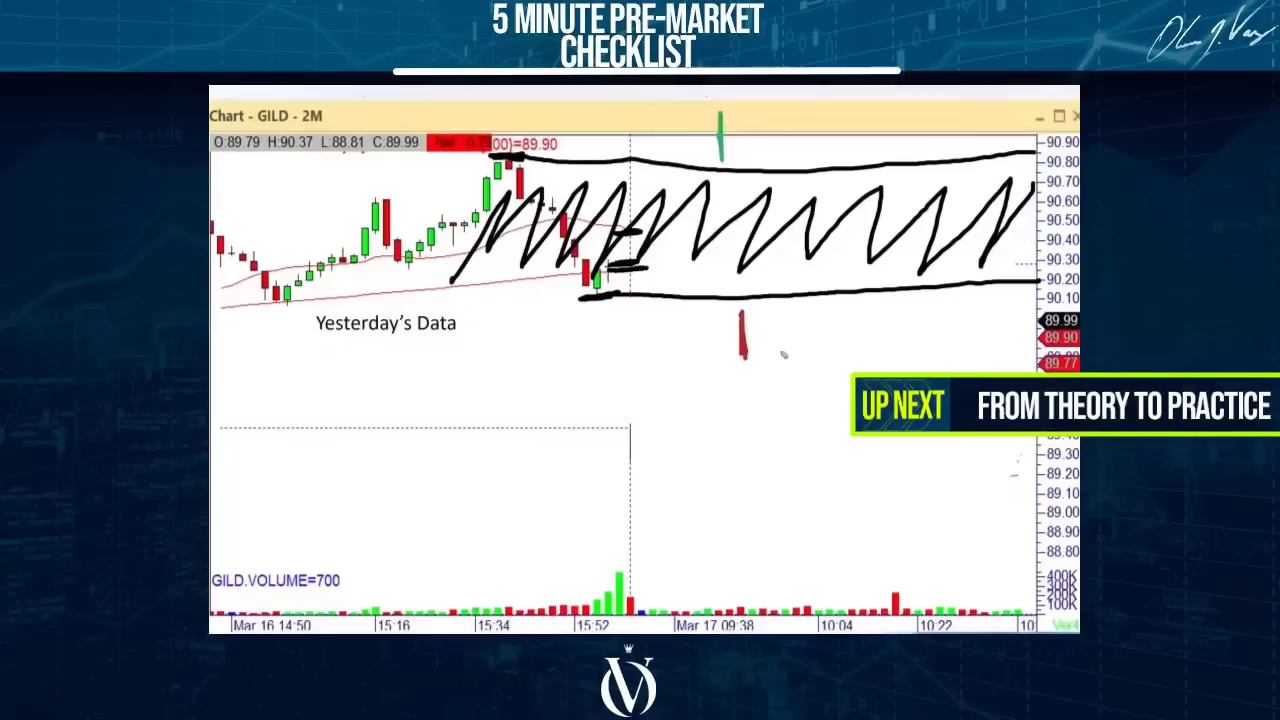 5 MINUTE PRE-MARKET
CHECKLIST
Chart - GILD - 2M
O:89.79 H:90.37 L:88.81 C:89.99
00)=89.90
90.90
90.80
90.70
90.60
90.50
90.40
90.30
90.20
90.10
89.99
89.90
89.77
Yesterday's Data
UP NEXT FROM THEORY TO PRACTICE
89.30
89.20
89.10
89.00
88.90
88.80
GILD.VOLUME=700
400K
300K
200K
100K
Mar 16 14:50 15:16 15:34 15:52 Mar 17 09:38 10:04 10:22 10